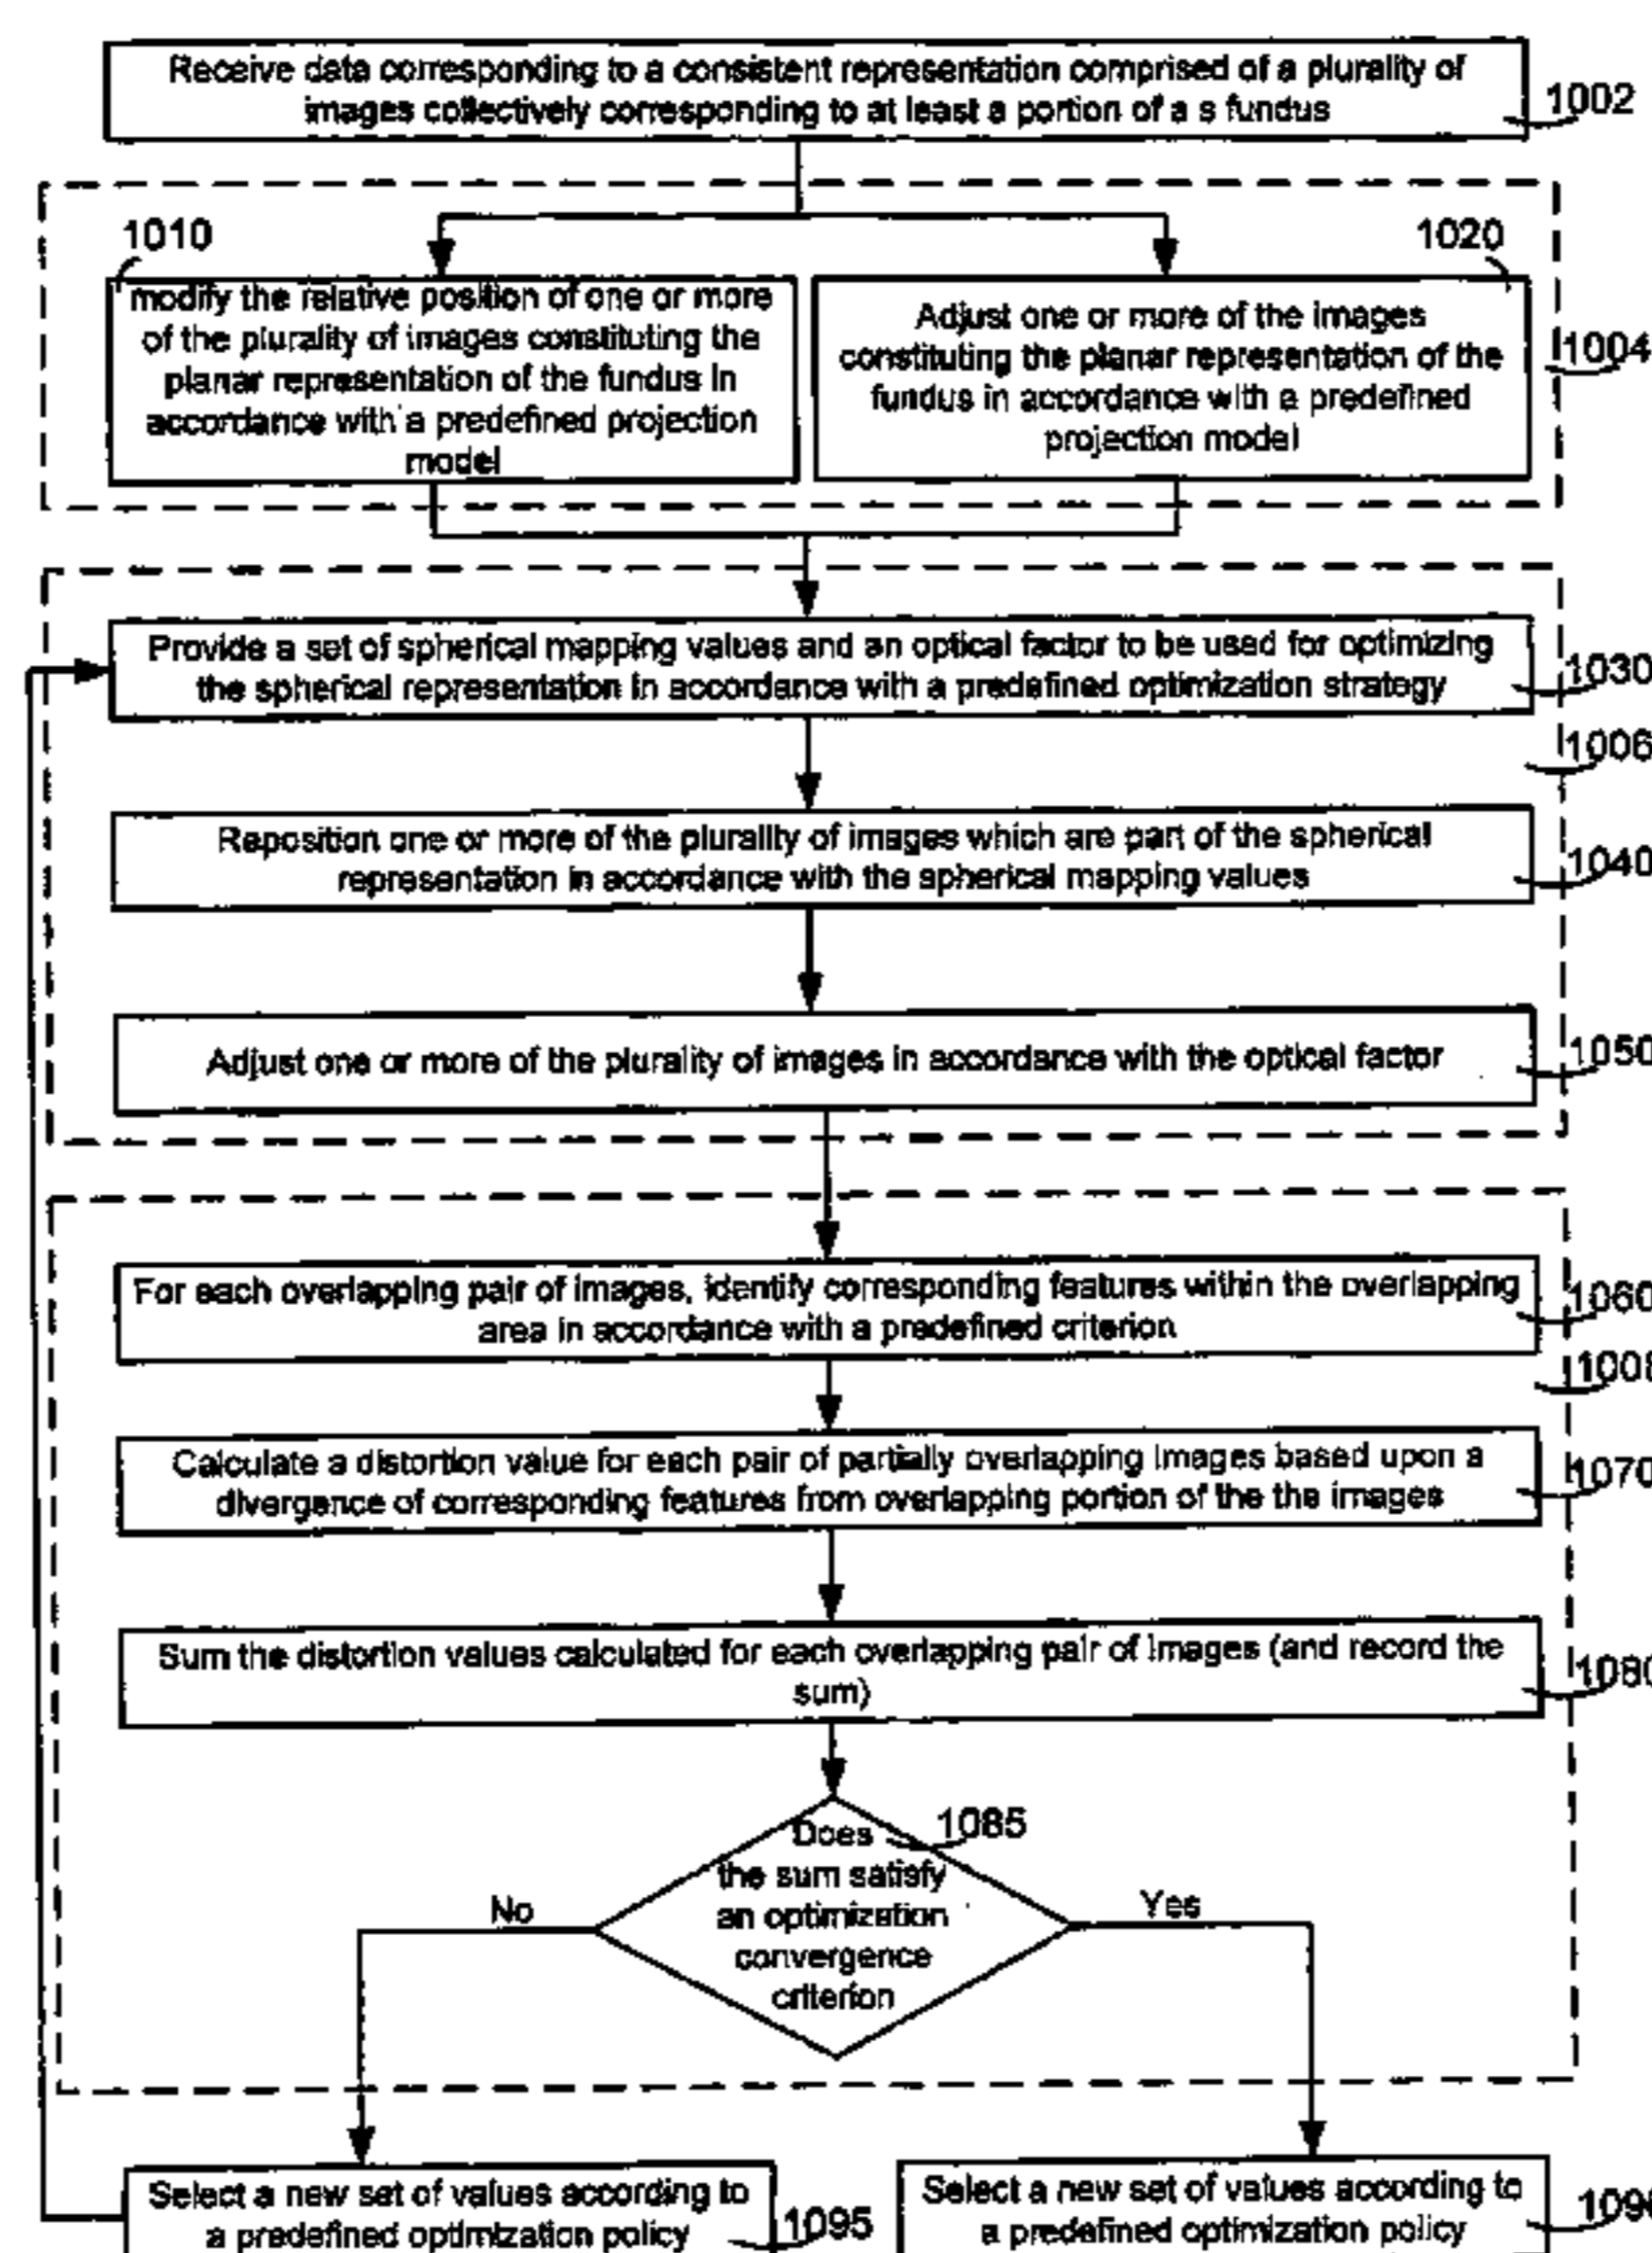 Receive data corresponding to a consistent representation comprised of a plurality of
images collectively corresponding to at least a portion of a s fundus
1002
1010
1020
modify the relative position of one or more
of the plurality of images constituting the
planar representation of the fundus in
accordance with a predefined projection
model
Adjust one or more of the images
constituting the planar representation of the
fundus in accordance with a predefined
projection model
1004
Provide a set of spherical mapping values and an optical factor to be used for optimizing
the spherical representation in accordance with a predefined optimization strategy
1030
1006
Reposition one or more of the plurality of images which are part of the spherical
representation in accordance with the spherical mapping values
1040
Adjust one or more of the plurality of images in accordance with the optical factor
1050
For each overlapping pair of images, identify corresponding features within the overlapping
area in accordance with a predefined criterion
1060
1008
Calculate a distortion value for each pair of partially overlapping images based upon a
divergence of corresponding features from overlapping portion of the the images
1070
Sum the distortion values calculated for each overlapping pair of images (and record the
sum)
1080
1085
Does
the sum satisfy
an optimization
convergence
criterion
No
Yes
Select a new set of values according to
a predefined optimization policy
1095
Select a new set of values according to
a predefined optimization policy